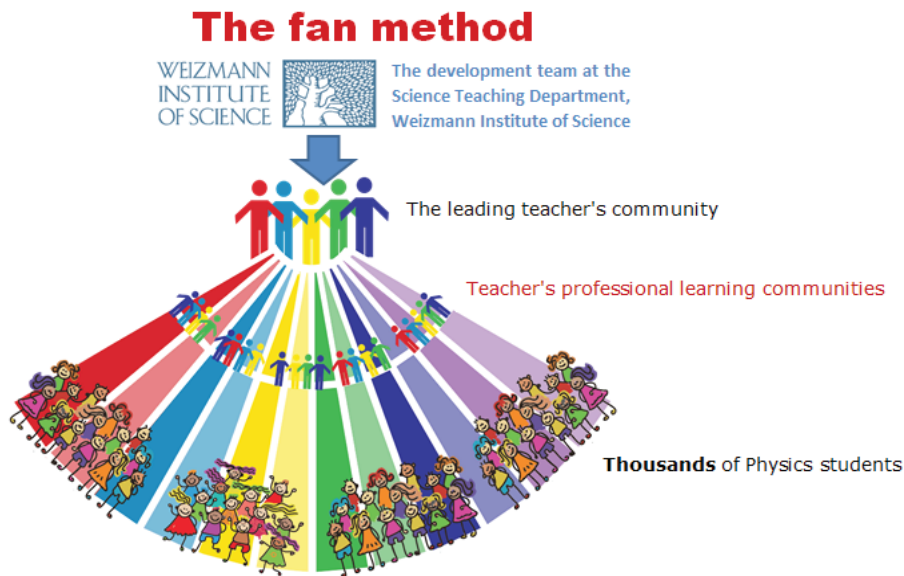 The fan method
WEIZMANN
INSTITUTE
OF SCIENCE
The development team at the
Science Teaching Department,
Weizmann Institute of Science
The leading teacher's community
Teacher's professional learning communities
Thousands of Physics students